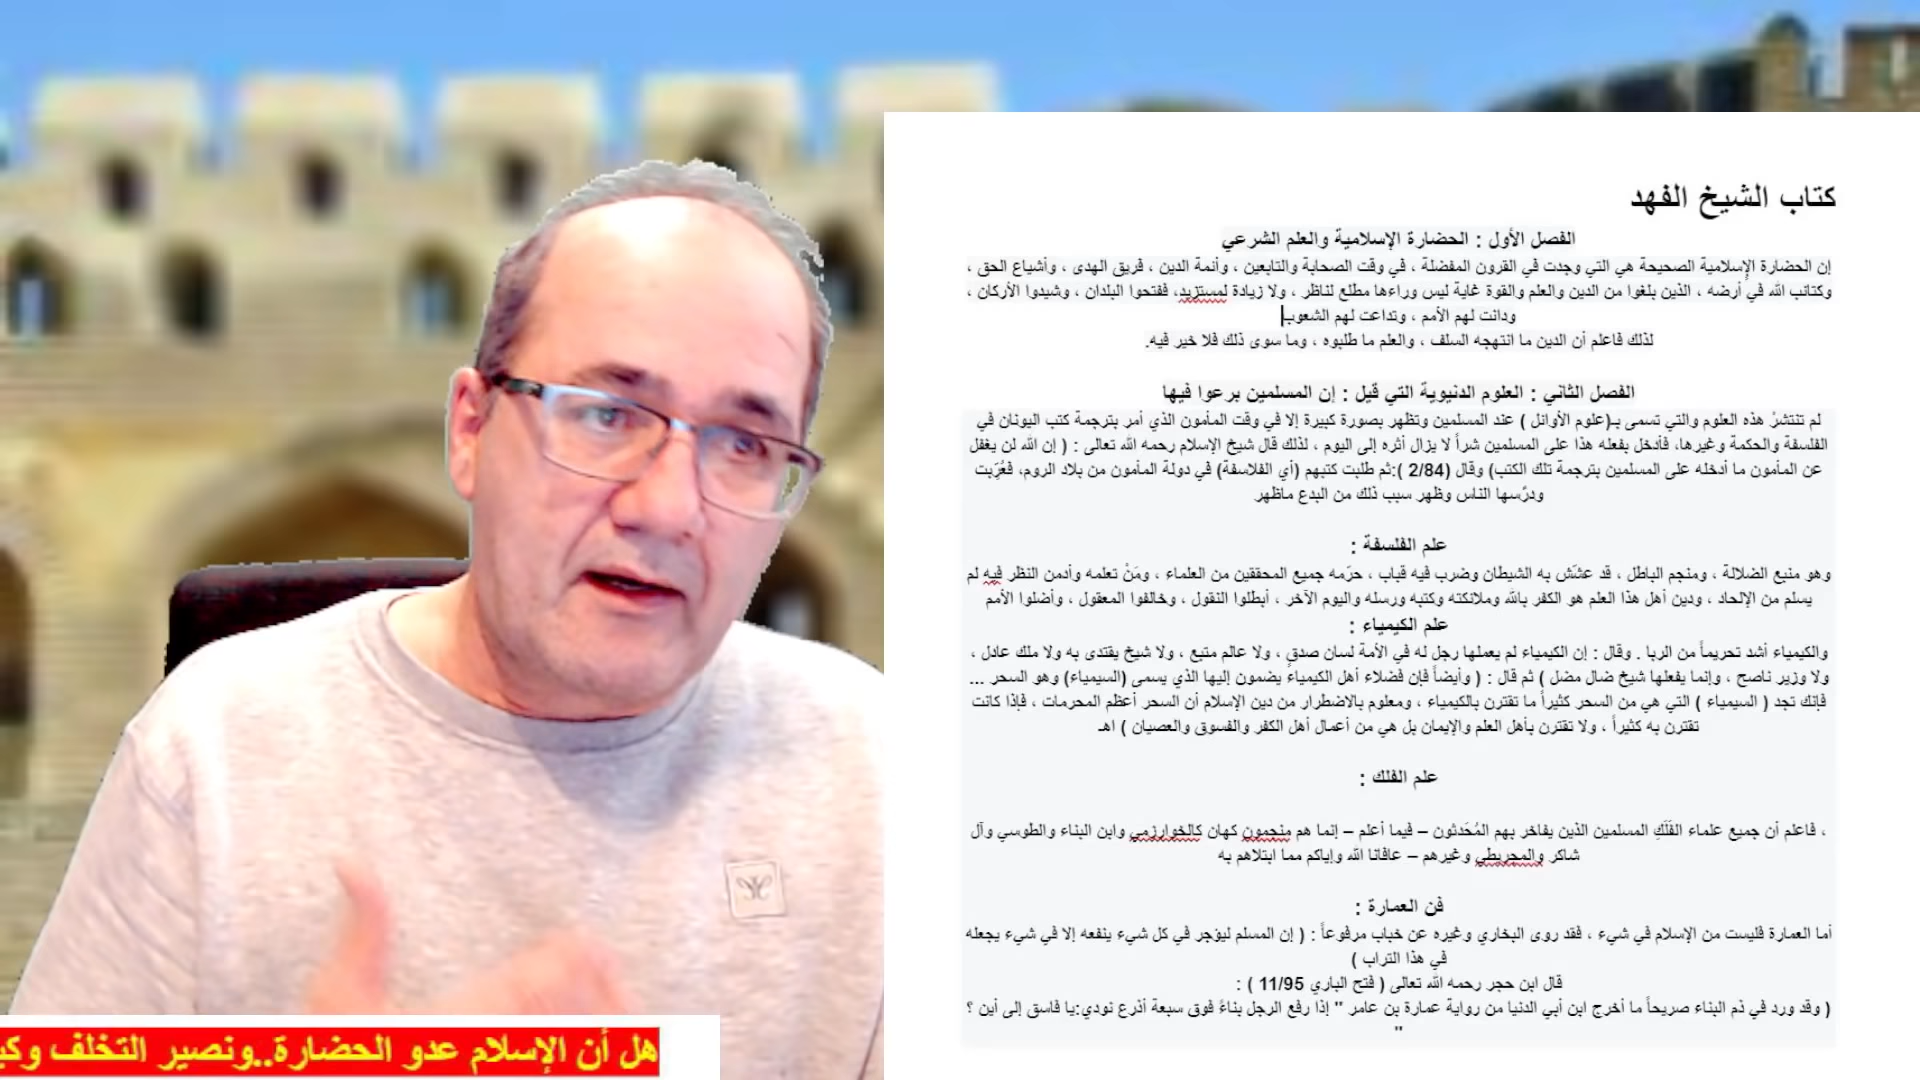 كتاب الشيخ الفهد
الفصل الأول : الحضارة الإسلامية والعلم الشرعي
إن الحضارة الإسلامية الصحيحة هي التي وجدت في القرون المفضلة ، في وقت الصحابة والتابعين ، وأئمة الدين ، فريق الهدى ، وأشياع الحق ،
وكتائب الله في أرضه ، الذين بلغوا من الدين والعلم والقوة غاية ليس وراءها مطلع لناظر ، ولا زيادة لمستزيد، ففتحوا البلدان ، وشيدوا الأركان ،
ودانت لهم الأمم ، وتداعت لهم الشعوب
لذلك فاعلم أن الدين ما انتهجه السلف ، والعلم ما طلبوه ، وما سوى ذلك فلا خير فيه.
الفصل الثاني : العلوم الدنيوية التي قيل : إن المسلمين برعوا فيها
لم تنتشرْ هذه العلوم والتي تسمى بـ(علوم الأوائل ) عند المسلمين وتظهر بصورة كبيرة إلا في وقت المأمون الذي أمر بترجمة كتب اليونان في
الفلسفة والحكمة وغيرها، فأدخل بفعله هذا على المسلمين شراً لا يزال أثره إلى اليوم ، لذلك قال شيخ الإسلام رحمه الله تعالى : ( إن الله لن يغفل
عن المأمون ما أدخله على المسلمين بترجمة تلك الكتب) وقال (2/84 ):ثم طلبت كتبهم (أي الفلاسفة) في دولة المأمون من بلاد الروم، فعُرِّبت
ودرَّسها الناس وظهر سبب ذلك من البدع ماظهر
علم الفلسفة :
وهو منبع الضلالة ، ومنجم الباطل ، قد عشّش به الشيطان وضرب فيه قباب ، حرّمه جميع المحققين من العلماء ، ومَنْ تعلمه وأدمن النظر فيه لم
يسلم من الإلحاد ، ودين أهل هذا العلم هو الكفر بالله وملائكته وكتبه ورسله واليوم الآخر ، أبطلوا النقول ، وخالفوا المعقول ، وأضلوا الأمم
علم الكيمياء :
والكيمياء أشد تحريماً من الربا . وقال : إن الكيمياء لم يعملها رجل له في الأمة لسان صدقٍ ، ولا عالم متبع ، ولا شيخ يقتدى به ولا ملك عادل ،
ولا وزير ناصح ، وإنما يفعلها شيخ ضال مضل ) ثم قال : ( وأيضاً فإن فضلاء أهل الكيمياء يضمون إليها الذي يسمى (السيمياء) وهو السحر ...
فإنك تجد ( السيمياء ) التي هي من السحر كثيراً ما تقترن بالكيمياء ، ومعلوم بالاضطرار من دين الإسلام أن السحر أعظم المحرمات ، فإذا كانت
تقترن به كثيراً ، ولا تقترن بأهل العلم والإيمان بل هي من أعمال أهل الكفر والفسوق والعصيان ) اهـ
علم الفلك :
، فاعلم أن جميع علماء الفَلَكِ المسلمين الذين يفاخر بهم المُحَدثون – فيما أعلم – إنما هم منجمون كهان كالخوارزمي وابن البناء والطوسي وآل
شاكر والمجريطي وغيرهم – عافانا الله وإياكم مما ابتلاهم به
فن العمارة :
أما العمارة فليست من الإسلام في شيء ، فقد روى البخاري وغيره عن خباب مرفوعاً : ( إن المسلم ليؤجر في كل شيء ينفعه إلا في شيء يجعله
في هذا التراب )
قال ابن حجر رحمه الله تعالى ( فتح الباري 11/95 ) :
( وقد ورد في ذم البناء صريحاً ما أخرج ابن أبي الدنيا من رواية عمارة بن عامر " إذا رفع الرجل بناءً فوق سبعة أذرع نودي:يا فاسق إلى أين ؟
"
هل أن الإسلام عدو الحضارة..ونصير التخلف